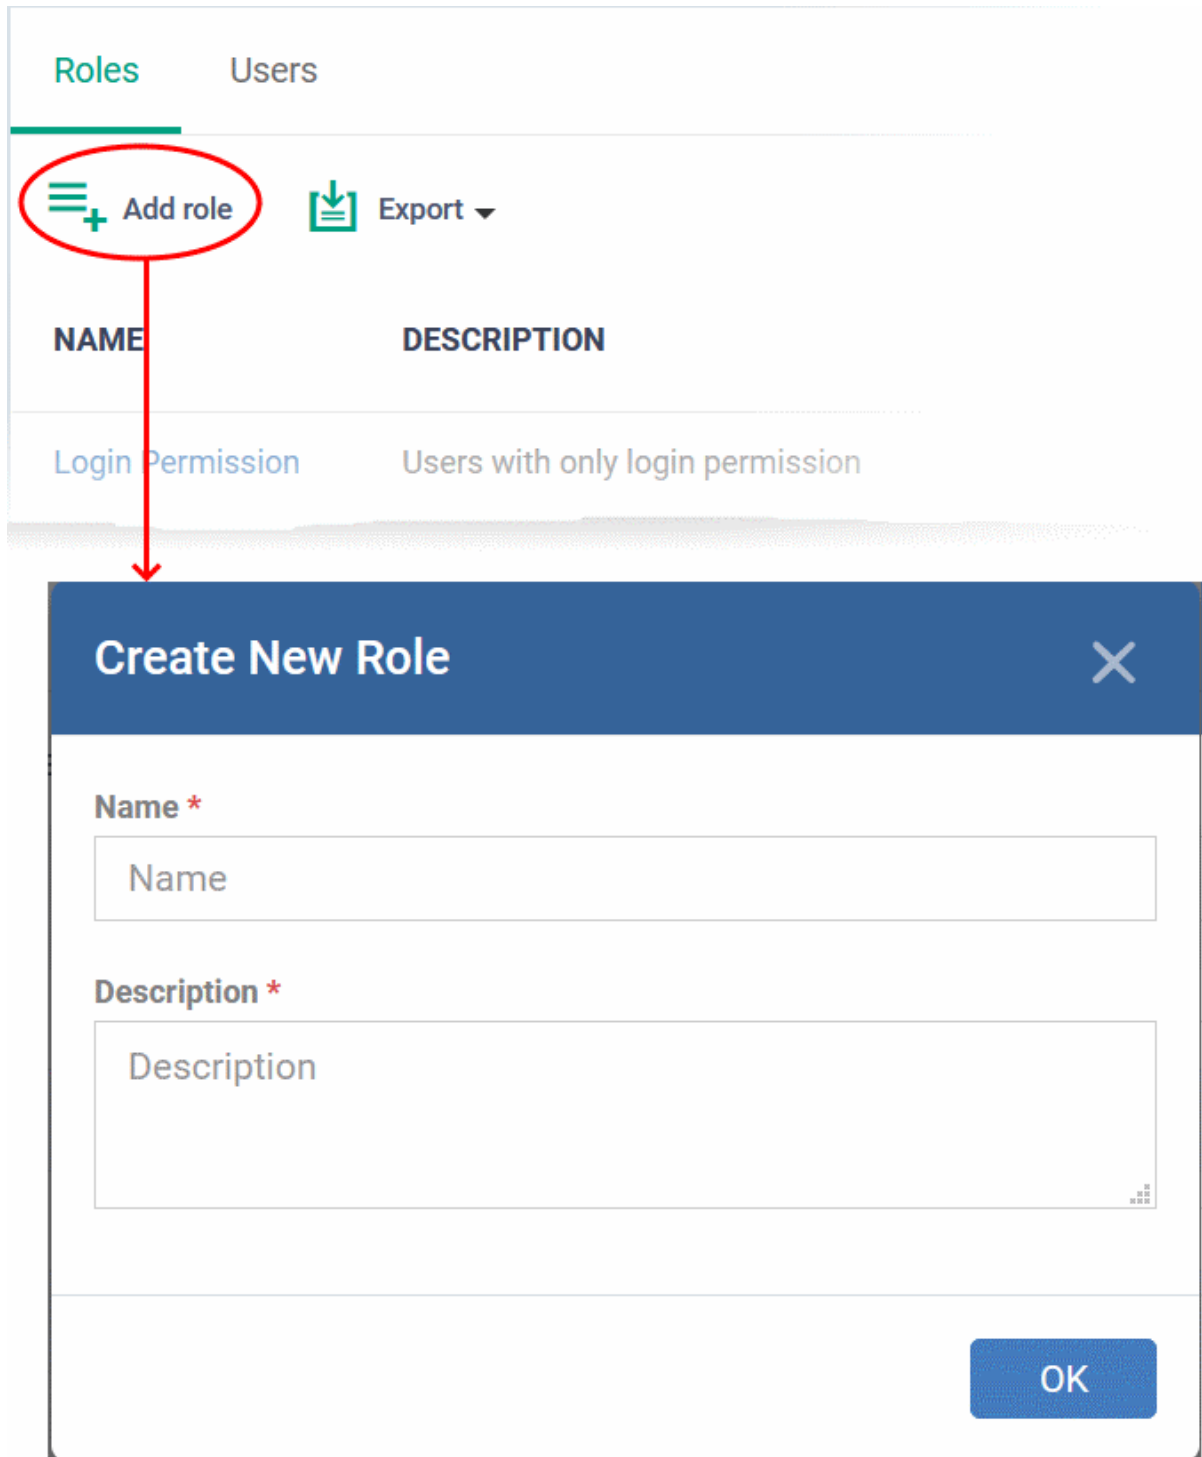 Roles Users
Add role Export
NAME DESCRIPTION
Login Permission Users with only login permission
Create New Role
Name *
Name
Description *
Description
OK